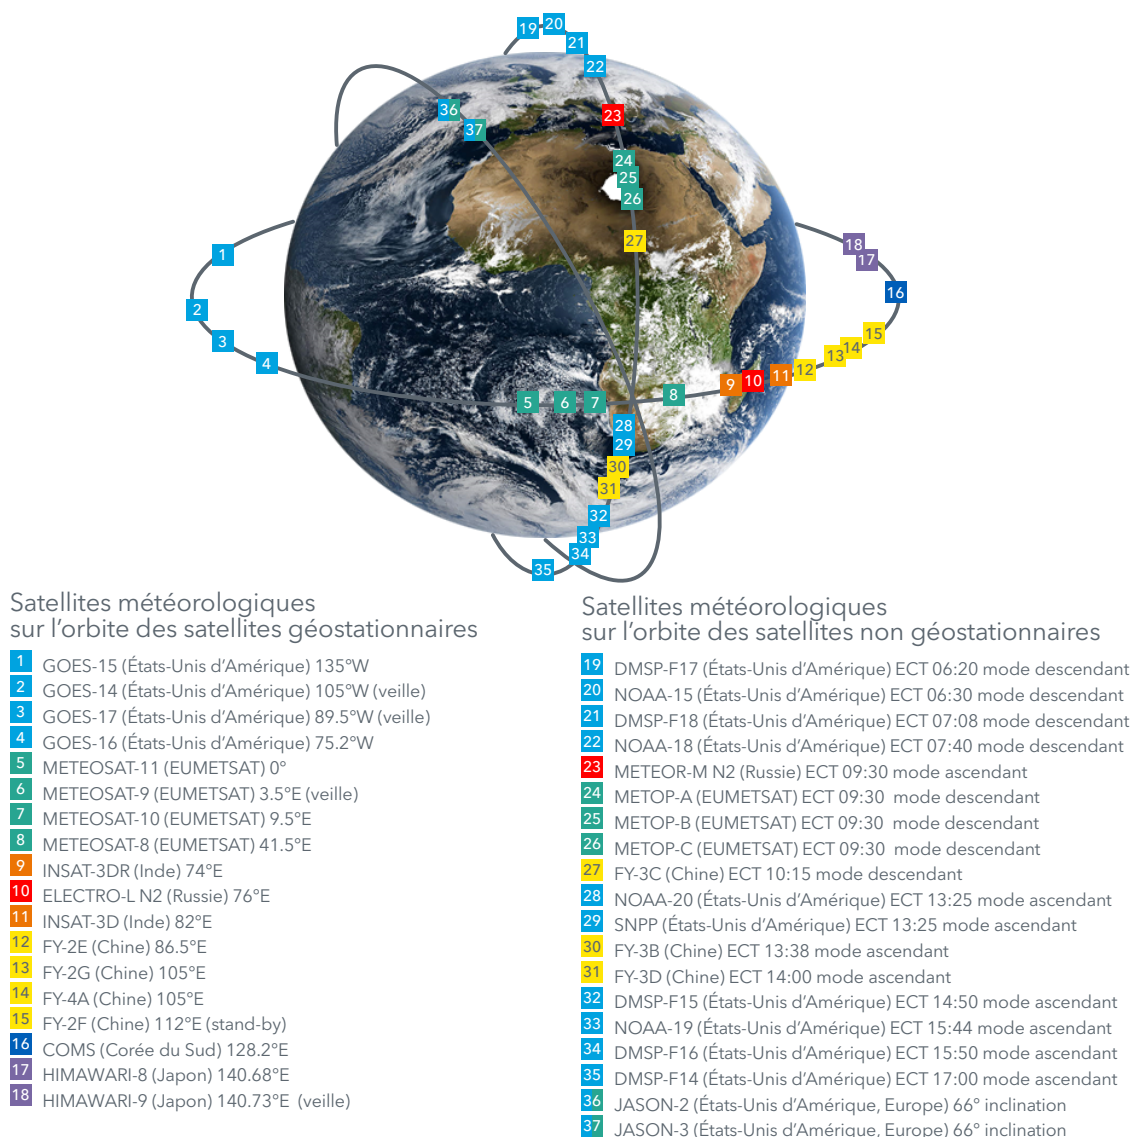 19
20
21
22
36
37
23
24
25
26
27
1
2
3
4
18
17
16
15
14
13
12
11
10
9
8
5
6
7
28
29
30
31
32
33
34
35
Satellites météorologiques
sur l’orbite des satellites géostationnaires
1 GOES-15 (États-Unis d’Amérique) 135°W
2 GOES-14 (États-Unis d’Amérique) 105°W (veille)
3 GOES-17 (États-Unis d’Amérique) 89.5°W (veille)
4 GOES-16 (États-Unis d’Amérique) 75.2°W
5 METEOSAT-11 (EUMETSAT) 0°
6 METEOSAT-9 (EUMETSAT) 3.5°E (veille)
7 METEOSAT-10 (EUMETSAT) 9.5°E
8 METEOSAT-8 (EUMETSAT) 41.5°E
9 INSAT-3DR (Inde) 74°E
10 ELECTRO-L N2 (Russie) 76°E
11 INSAT-3D (Inde) 82°E
12 FY-2E (Chine) 86.5°E
13 FY-2G (Chine) 105°E
14 FY-4A (Chine) 105°E
15 FY-2F (Chine) 112°E (stand-by)
16 COMS (Corée du Sud) 128.2°E
17 HIMAWARI-8 (Japon) 140.68°E
18 HIMAWARI-9 (Japon) 140.73°E (veille)
Satellites météorologiques
sur l’orbite des satellites non géostationnaires
19 DMSP-F17 (États-Unis d’Amérique) ECT 06:20 mode descendant
20 NOAA-15 (États-Unis d’Amérique) ECT 06:30 mode descendant
21 DMSP-F18 (États-Unis d’Amérique) ECT 07:08 mode descendant
22 NOAA-18 (États-Unis d’Amérique) ECT 07:40 mode descendant
23 METEOR-M N2 (Russie) ECT 09:30 mode ascendant
24 METOP-A (EUMETSAT) ECT 09:30 mode descendant
25 METOP-B (EUMETSAT) ECT 09:30 mode descendant
26 METOP-C (EUMETSAT) ECT 09:30 mode descendant
27 FY-3C (Chine) ECT 10:15 mode descendant
28 NOAA-20 (États-Unis d’Amérique) ECT 13:25 mode ascendant
29 SNPP (États-Unis d’Amérique) ECT 13:25 mode ascendant
30 FY-3B (Chine) ECT 13:38 mode ascendant
31 FY-3D (Chine) ECT 14:00 mode ascendant
32 DMSP-F15 (États-Unis d’Amérique) ECT 14:50 mode ascendant
33 NOAA-19 (États-Unis d’Amérique) ECT 15:44 mode ascendant
34 DMSP-F16 (États-Unis d’Amérique) ECT 15:50 mode ascendant
35 DMSP-F14 (États-Unis d’Amérique) ECT 17:00 mode ascendant
36 JASON-2 (États-Unis d’Amérique, Europe) 66° inclination
37 JASON-3 (États-Unis d’Amérique, Europe) 66° inclination